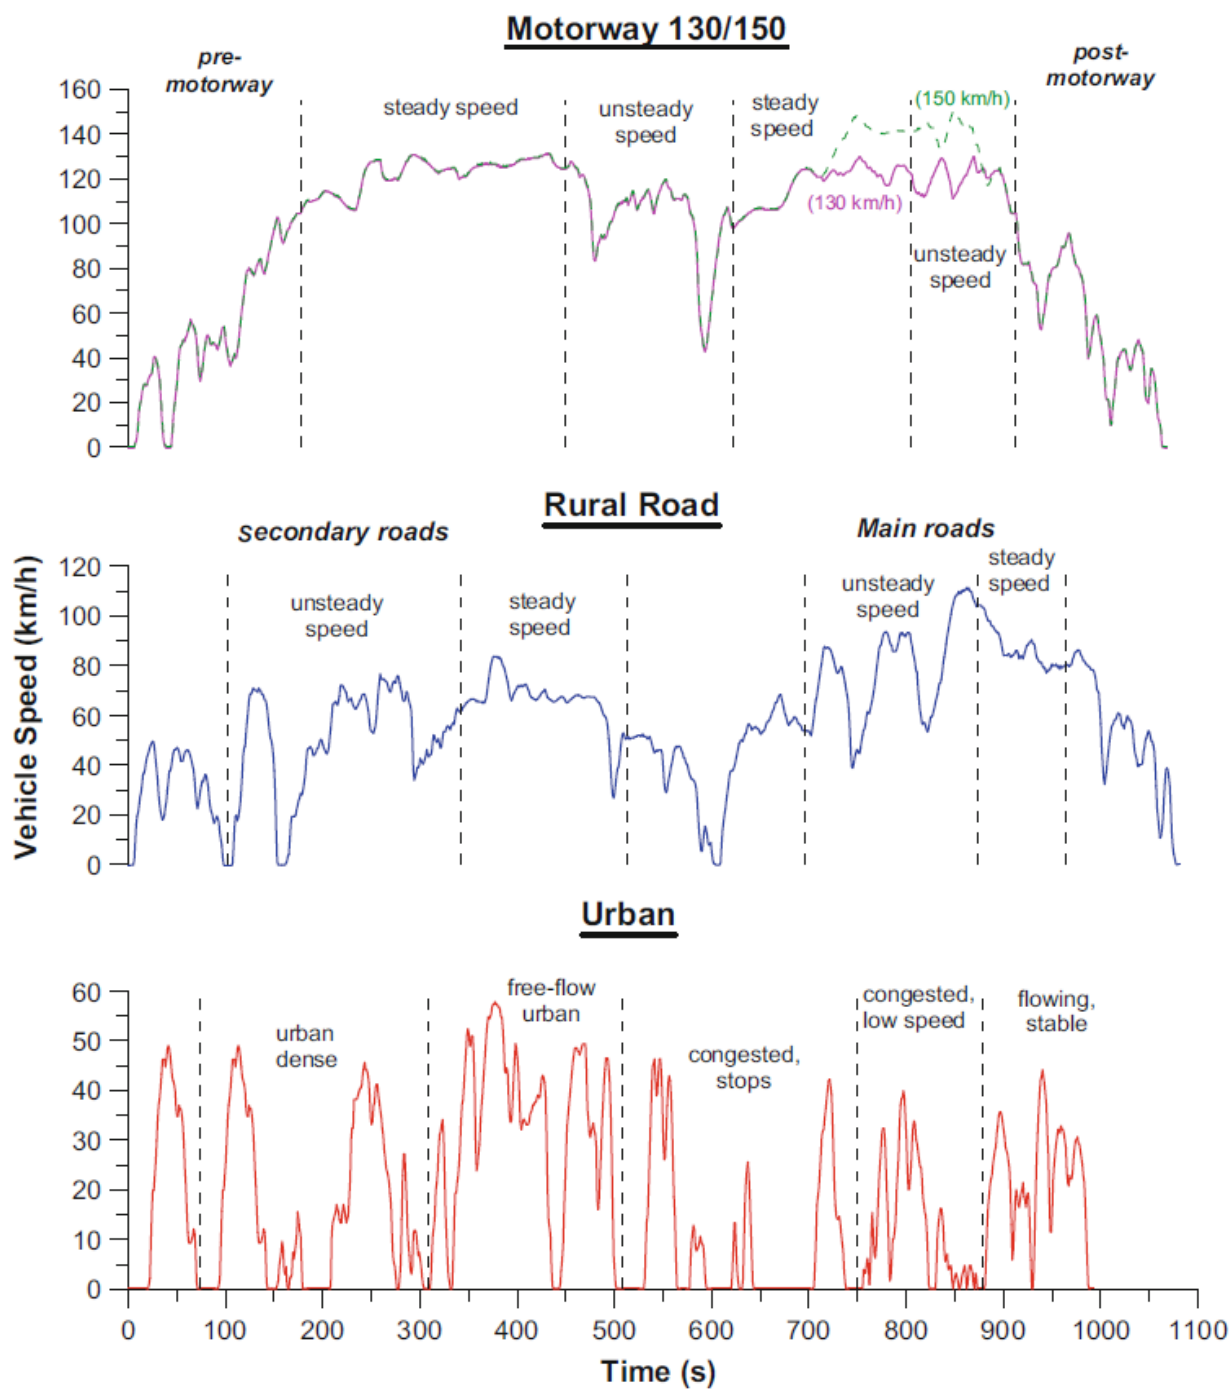 Motorway 130/150
pre-
motorway
post-
motorway
steady speed
unsteady
speed
steady
speed
(150 km/h)
(130 km/h)
unsteady
speed
160
140
120
100
80
60
40
20
0
Rural Road
Secondary roads
Main roads
unsteady
speed
steady
speed
unsteady
speed
steady
speed
120
100
80
60
40
20
0
Vehicle Speed (km/h)
Urban
urban
dense
free-flow
urban
congested,
stops
congested,
low speed
flowing,
stable
60
50
40
30
20
10
0
0 100 200 300 400 500 600 700 800 900 1000 1100
Time (s)